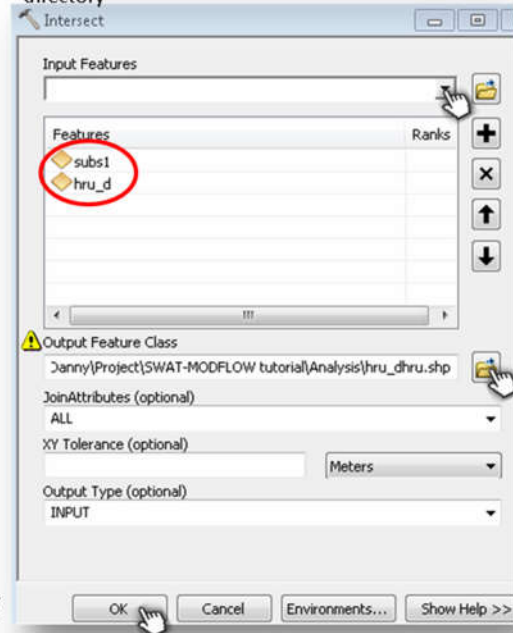 directory
Intersect
Input Features
Features Ranks
subs1
hru_d
Output Feature Class
Danny\Project\SWAT-MODFLOW tutorial\Analysis\hru_dhru.shp
JoinAttributes (optional)
ALL
XY Tolerance (optional)
Meters
Output Type (optional)
INPUT
OK Cancel Environments... Show Help >>